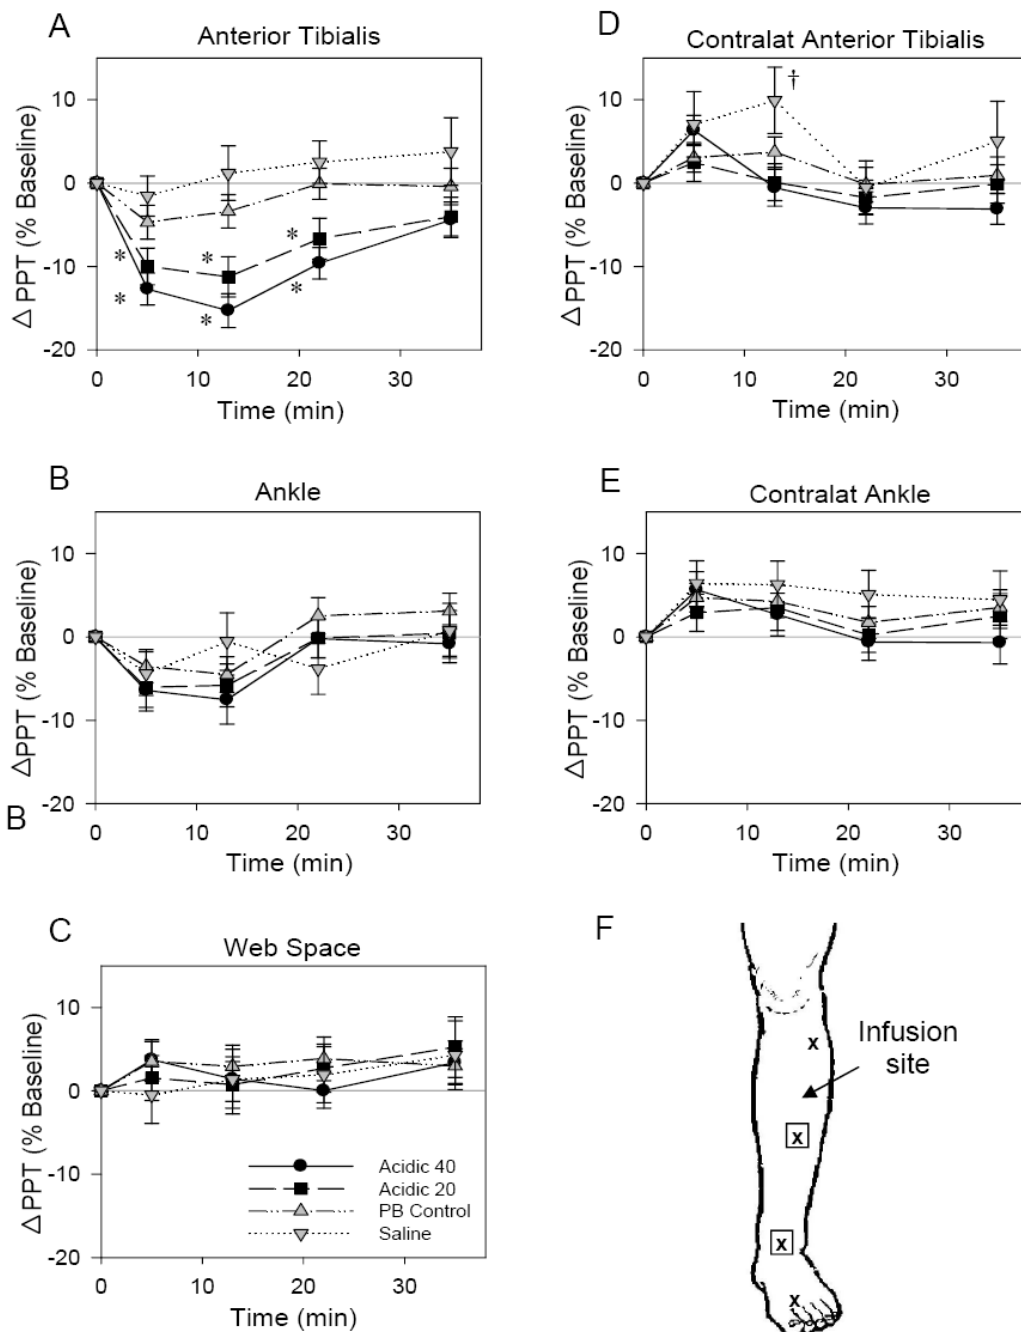 A
Anterior Tibialis
10
0
-10
-20
Δ PPT (% Baseline)
*
*
*
*
*
*
0 10 20 30
Time (min)
D
Contralat Anterior Tibialis
10
0
-10
-20
Δ PPT (% Baseline)
†
0 10 20 30
Time (min)
B
Ankle
10
0
-10
-20
ΔPPT (% Baseline)
0 10 20 30
Time (min)
E
Contralat Ankle
10
0
-10
-20
ΔPPT (% Baseline)
0 10 20 30
Time (min)
B
C
Web Space
10
0
-10
-20
ΔPPT (% Baseline)
Acidic 40
Acidic 20
PB Control
Saline
0 10 20 30
Time (min)
F
x
Infusion
site
x
x
x